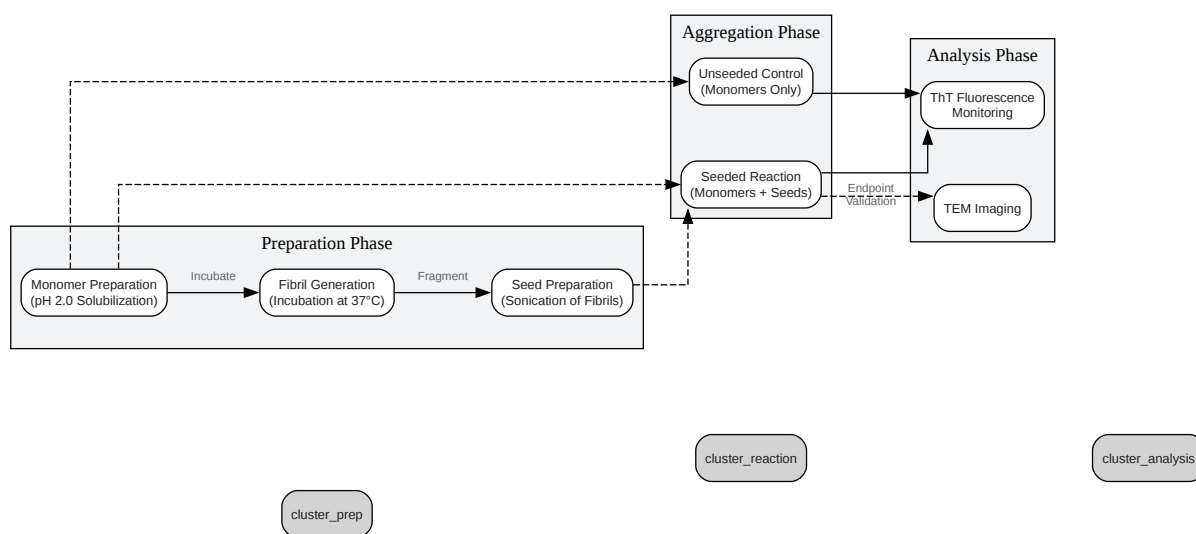 Aggregation Phase
Unseeded Control
(Monomers Only)
Seeded Reaction
(Monomers + Seeds)
Analysis Phase
ThT Fluorescence
Monitoring
Endpoint
Validation
TEM Imaging
Preparation Phase
Monomer Preparation
(pH 2.0 Solubilization)
Incubate
Fibril Generation
(Incubation at 37°C)
Fragment
Seed Preparation
(Sonication of Fibrils)
cluster_reaction
cluster_analysis
cluster_prep